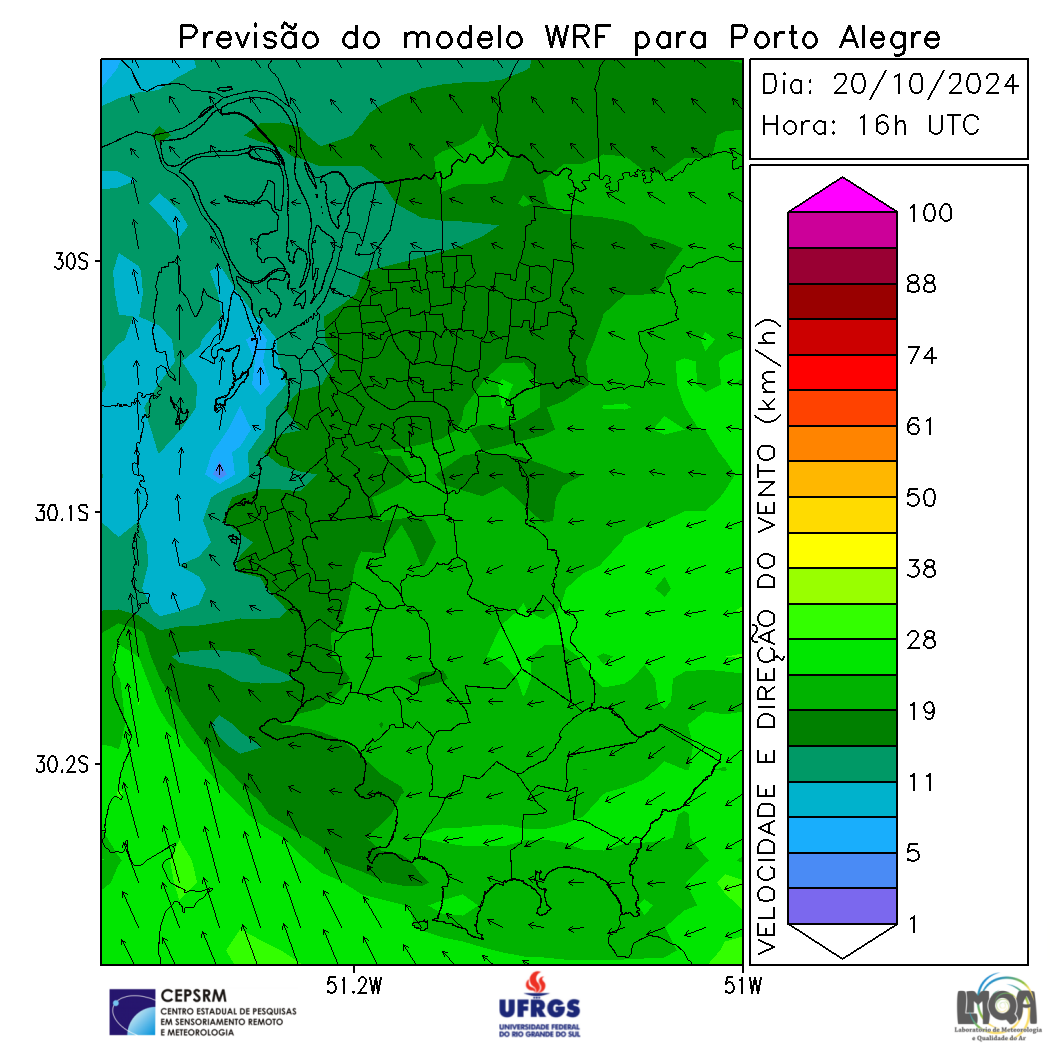 Previsão do modelo WRF para Porto Alegre
Dia: 20/10/2024
Hora: 16h UTC
30S
30.1S
30.2S
51.2W
51W
VELOCIDADE E DIREÇÃO DO VENTO (km/h)
100
88
74
61
50
38
28
19
11
5
1
CEPSRM
CENTRO ESTADUAL DE PESQUISAS
EM SENSORIAMENTO REMOTO
E METEOROLOGIA
UFRGS
UNIVERSIDADE FEDERAL
DO RIO GRANDE DO SUL
LMQA
Laboratório de Meteorologia
e Qualidade do Ar